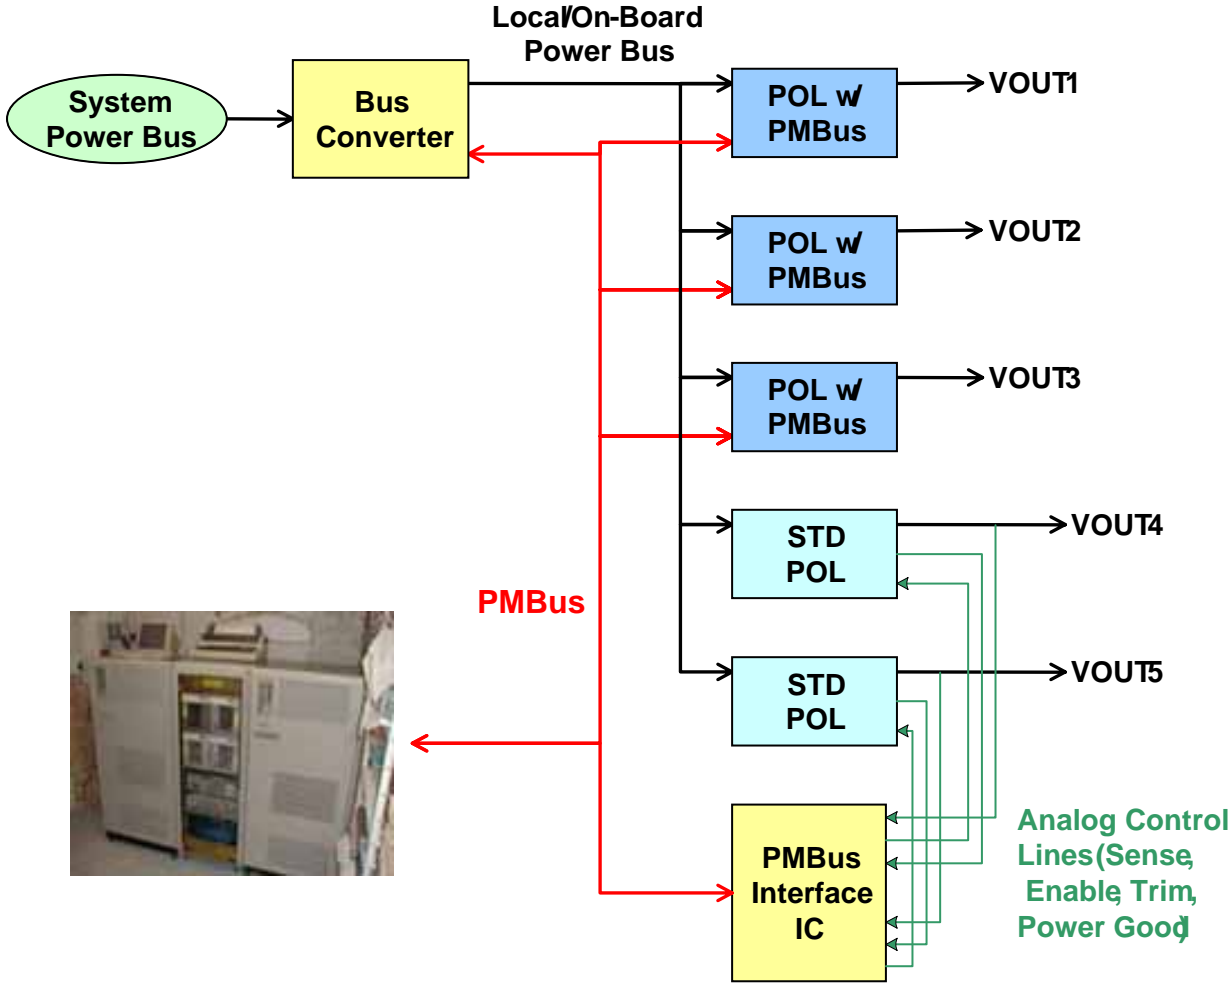 Local/On-Board
Power Bus
System
Power Bus
Bus
Converter
POL w/
PMBus
VOUT1
POL w/
PMBus
VOUT2
POL w/
PMBus
VOUT3
STD
POL
VOUT4
PMBus
STD
POL
VOUT5
PMBus
Interface
IC
Analog Control
Lines (Sense,
Enable, Trim,
Power Good)